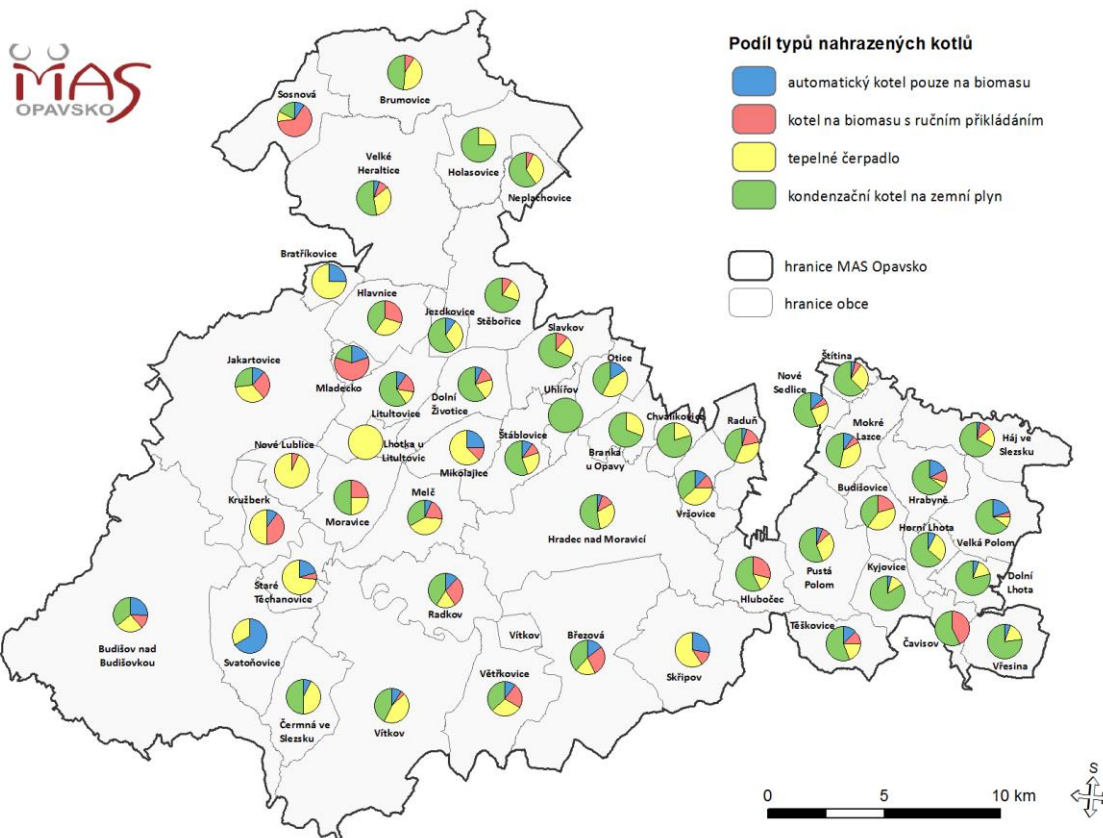 MAS
OPAVSKO
Podíl typů nahrazených kotlů
automatický kotel pouze na biomasu
kotel na biomasu s ručním přikládáním
tepelné čerpadlo
kondenzační kotel na zemní plyn
hranice MAS Opavsko
hranice obce
Sosnová
Brumovice
Velké
Heraltice
Holasovice
Neplachovice
Bratříkovice
Hlavnice
Jezdkovice
Stěbořice
Slavkov
Jakartovice
Mladecko
Litultovice
Dolní
Životice
Uhlířov
Otice
Štítina
Nové
Sedlice
Mokré
Lazce
Háj ve
Slezsku
Nové Lublice
Lhotka u
Litultovic
Mikolajice
Štáblovice
Branka
u Opavy
Chvalíkovice
Raduň
Hrabyně
Budišovice
Kružberk
Moravice
Melč
Vršovice
Hradec nad Moravicí
Horní Lhota
Velká Polom
Staré
Těchanovice
Radkov
Hlubočec
Pustá
Polom
Kyjovice
Dolní
Lhota
Budišov nad
Budišovkou
Svatoňovice
Vítkov
Březová
Skřipov
Těškovice
Čavisov
Vřesina
Čermná ve
Slezsku
Vítkov
Větřkovice
0 5 10 km
S